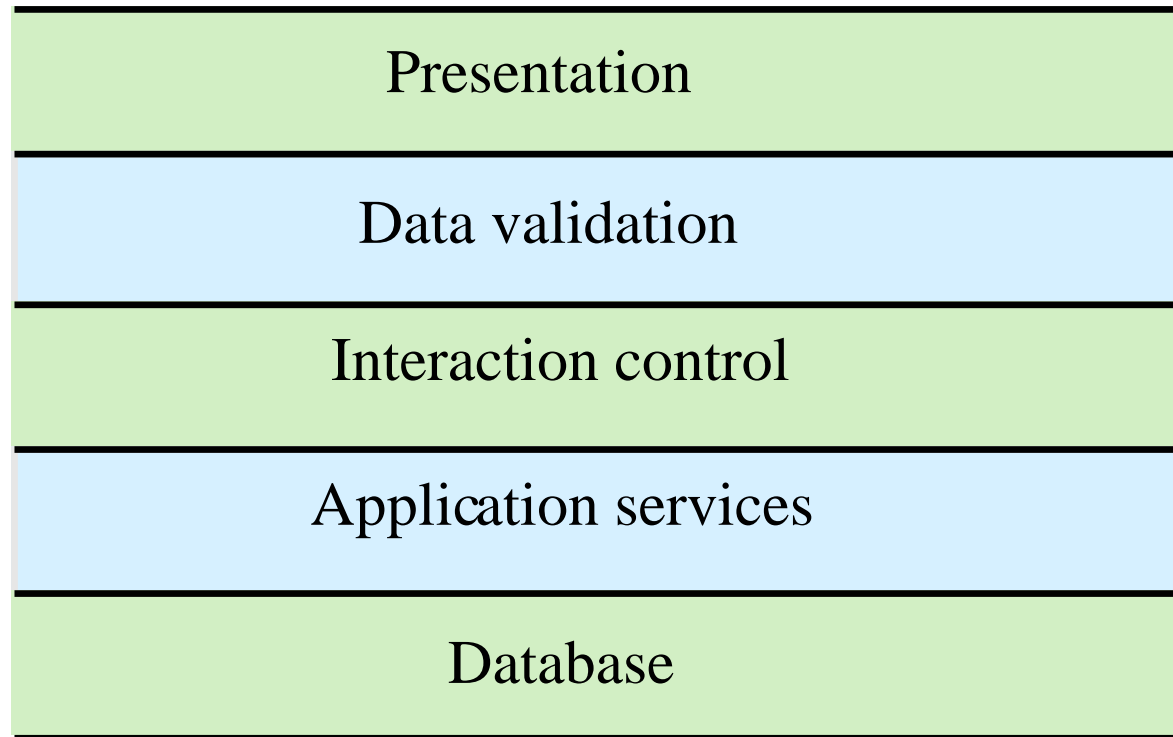 Presentation
Data validation
Interaction control
Application services
Database